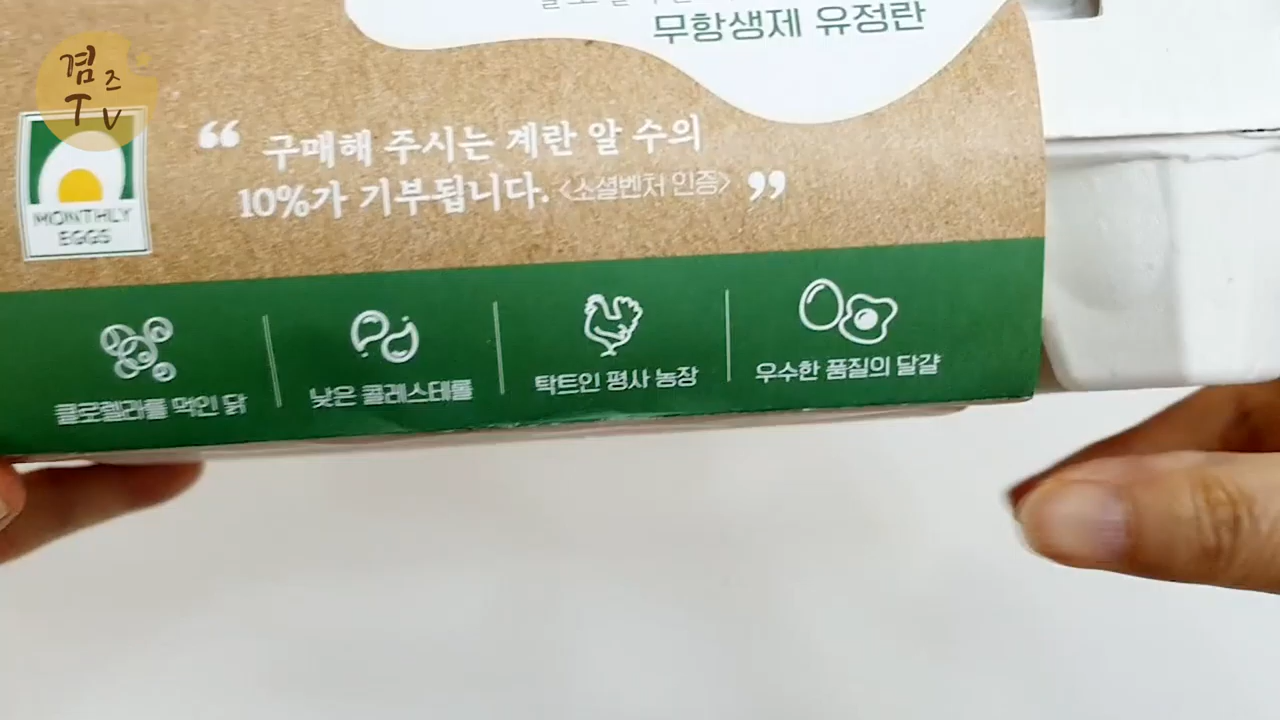 무항생제 유정란
겸즈
TV
MONTHLY
EGGS
“ 구매해 주시는 계란 알 수의
10%가 기부됩니다. <소셜벤처 인증> ”
클로렐라를 먹인 닭
낮은 콜레스테롤
탁트인 평사 농장
우수한 품질의 달걀